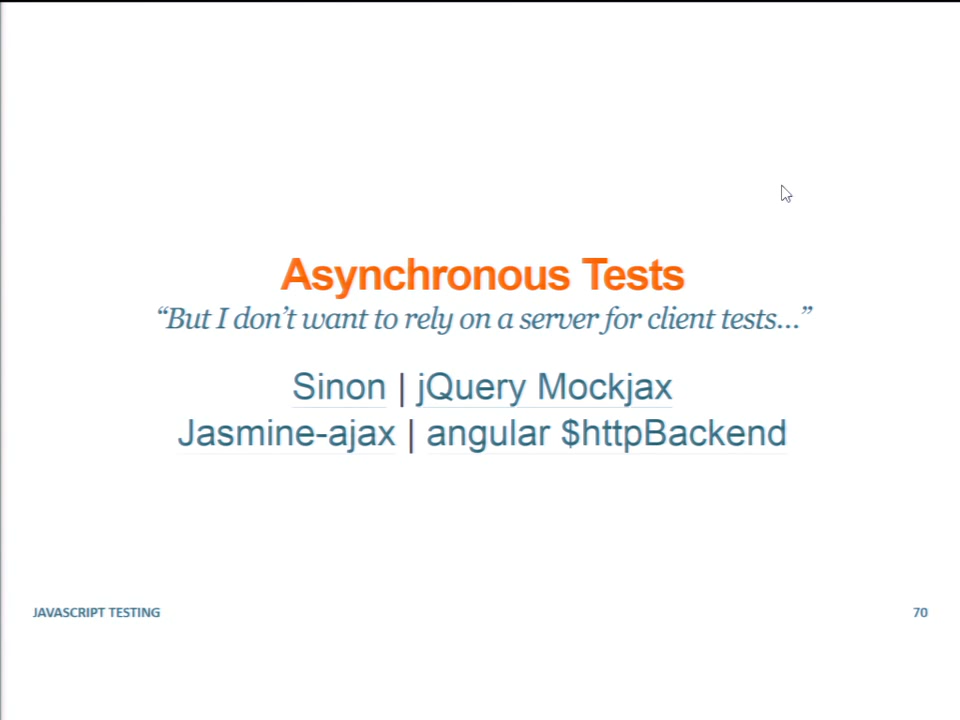 Asynchronous Tests
“But I don’t want to rely on a server for client tests…”
Sinon | jQuery Mockjax
Jasmine-ajax | angular $httpBackend
JAVASCRIPT TESTING
70